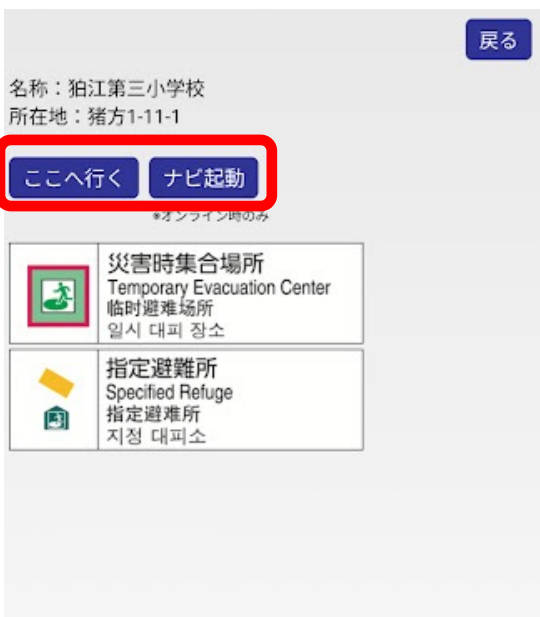 戻る
名称：狛江第三小学校
所在地：猪方1-11-1
ここへ行く ナビ起動
*オンライン時のみ
災害時集合場所
Temporary Evacuation Center
临时避难场所
일시 대피 장소
指定避難所
Specified Refuge
指定避难所
지정 대피소